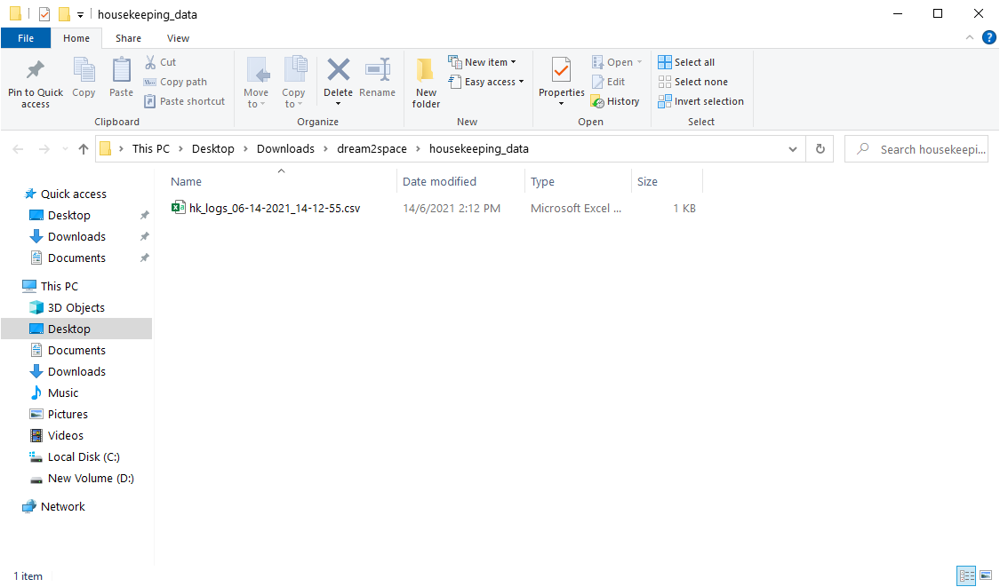 housekeeping_data
File Home Share View
Pin to Quick access
Copy
Paste
Cut
Copy path
Paste shortcut
Clipboard
Move to
Copy to
Delete
Rename
Organize
New folder
New item
Easy access
New
Properties
Open
Edit
History
Open
Select all
Select none
Invert selection
Select
This PC > Desktop > Downloads > dream2space > housekeeping_data
Search housekeepi...
Name Date modified Type Size
hk_logs_06-14-2021_14-12-55.csv 14/6/2021 2:12 PM Microsoft Excel ... 1 KB
Quick access
Desktop
Downloads
Documents
This PC
3D Objects
Desktop
Documents
Downloads
Music
Pictures
Videos
Local Disk (C:)
New Volume (D:)
Network
1 item